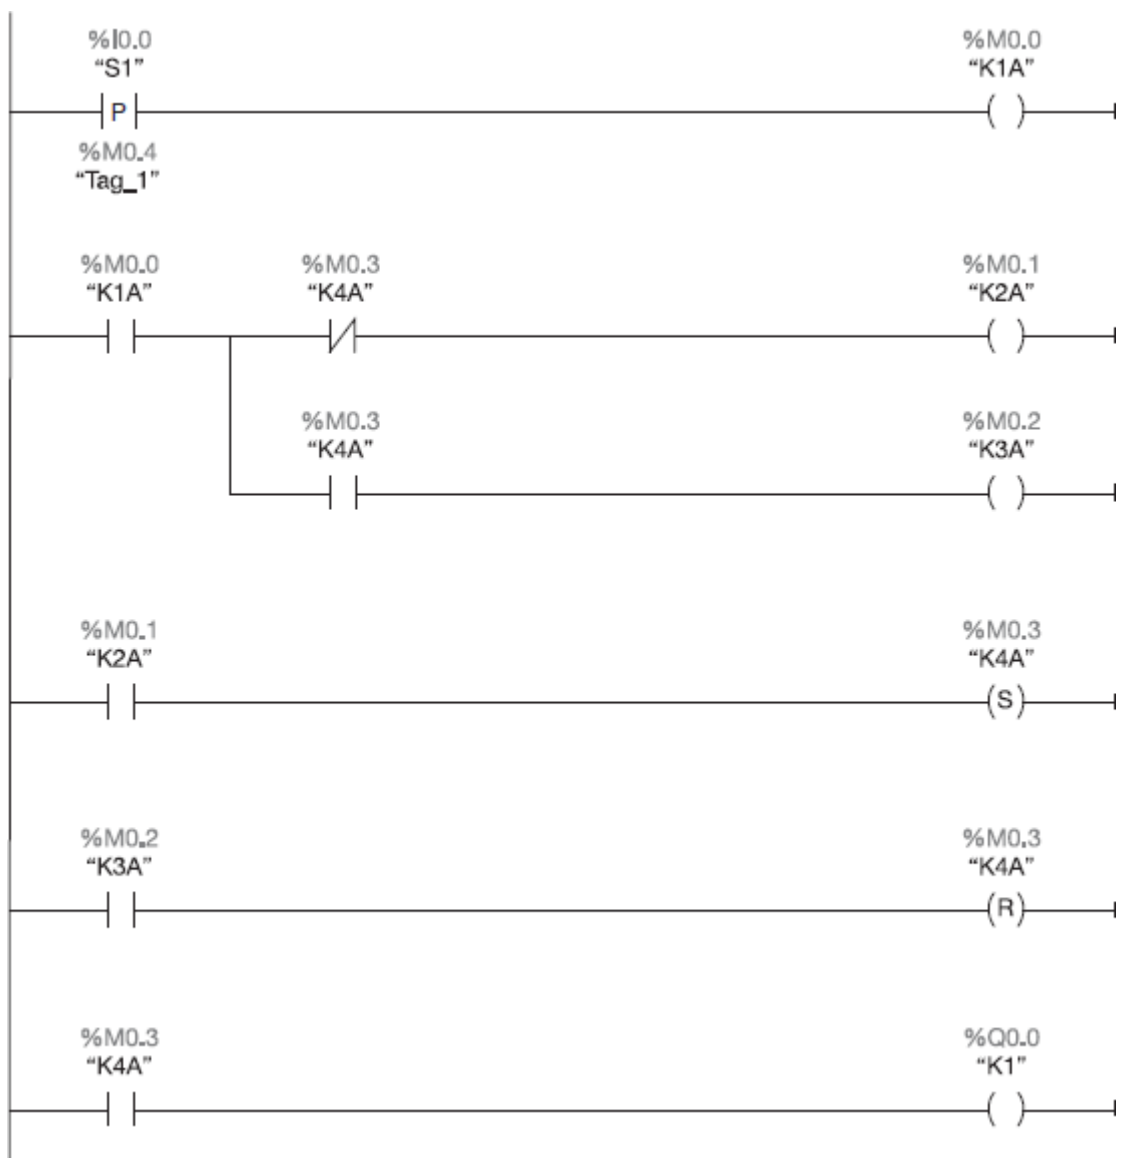 %I0.0 %M0.0
“S1” “K1A”
P
%M0.4
“Tag_1”
%M0.0 %M0.3 %M0.1
“K1A” “K4A” “K2A”
%M0.3 %M0.2
“K4A” “K3A”
%M0.1 %M0.3
“K2A” “K4A”
S
%M0.2 %M0.3
“K3A” “K4A”
R
%M0.3 %Q0.0
“K4A” “K1”